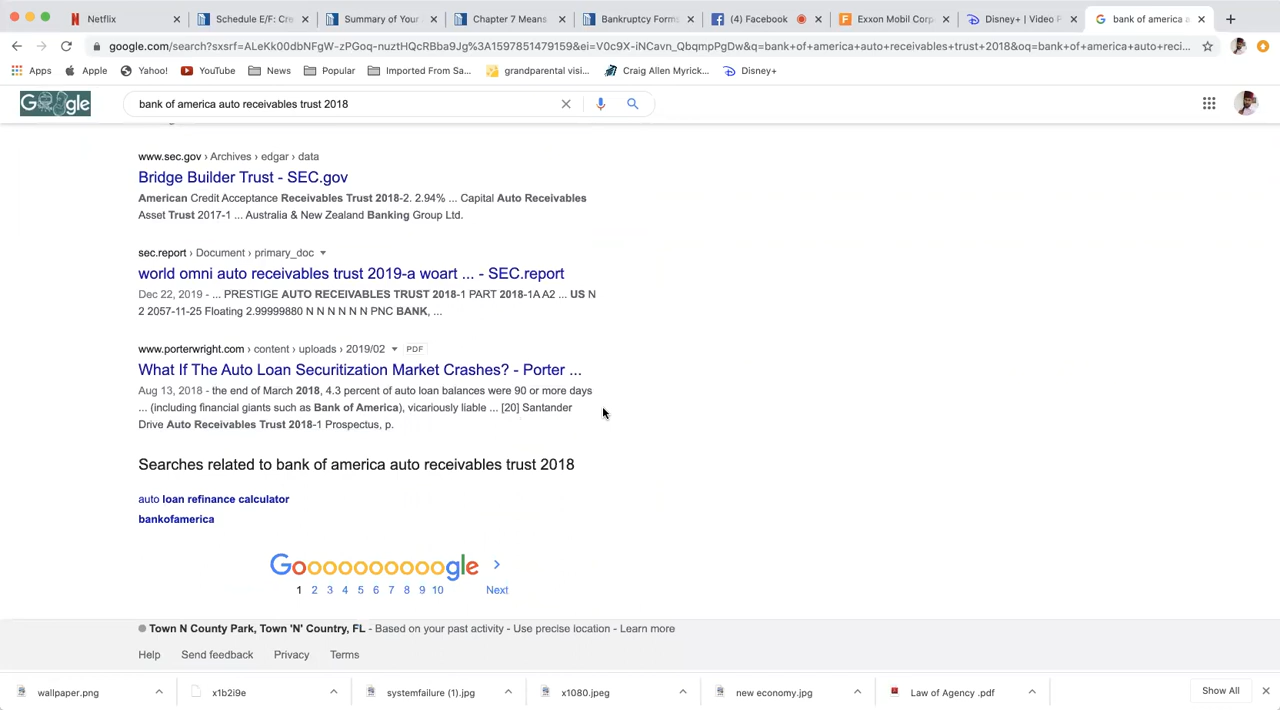 Netflix
Schedule E/F: Cre
Summary of Your
Chapter 7 Means
Bankruptcy Forms
(4) Facebook
Exxon Mobil Corp
Disney+ | Video P
bank of america a
google.com/search?sxsrf=ALeKk00dbNFgW-zPGoq-nuztHQcRBba9Jg%3A1597851479159&ei=V0c9X-iNCavn_QbqmpPgDw&q=bank+of+america+auto+receivables+trust+2018&oq=bank+of+america+auto+reci...
Apps
Apple
Yahoo!
YouTube
News
Popular
Imported From Sa...
grandparental visi...
Craig Allen Myrick...
Disney+
Google
bank of america auto receivables trust 2018
www.sec.gov › Archives › edgar › data
Bridge Builder Trust - SEC.gov
American Credit Acceptance Receivables Trust 2018-2. 2.94% ... Capital Auto Receivables
Asset Trust 2017-1 ... Australia & New Zealand Banking Group Ltd.
sec.report › Document › primary_doc
world omni auto receivables trust 2019-a woart ... - SEC.report
Dec 22, 2019 - ... PRESTIGE AUTO RECEIVABLES TRUST 2018-1 PART 2018-1A A2 ... US N
2 2057-11-25 Floating 2.99999880 N N N N N N PNC BANK, ...
www.porterwright.com › content › uploads › 2019/02 PDF
What If The Auto Loan Securitization Market Crashes? - Porter ...
Aug 13, 2018 - the end of March 2018, 4.3 percent of auto loan balances were 90 or more days
... (including financial giants such as Bank of America), vicariously liable ... [20] Santander
Drive Auto Receivables Trust 2018-1 Prospectus, p.
Searches related to bank of america auto receivables trust 2018
auto loan refinance calculator
bankofamerica
Goooooooooogle >
1 2 3 4 5 6 7 8 9 10 Next
Town N County Park, Town 'N' Country, FL - Based on your past activity - Use precise location - Learn more
Help Send feedback Privacy Terms
wallpaper.png
x1b2i9e
systemfailure (1).jpg
x1080.jpeg
new economy.jpg
Law of Agency .pdf
Show All